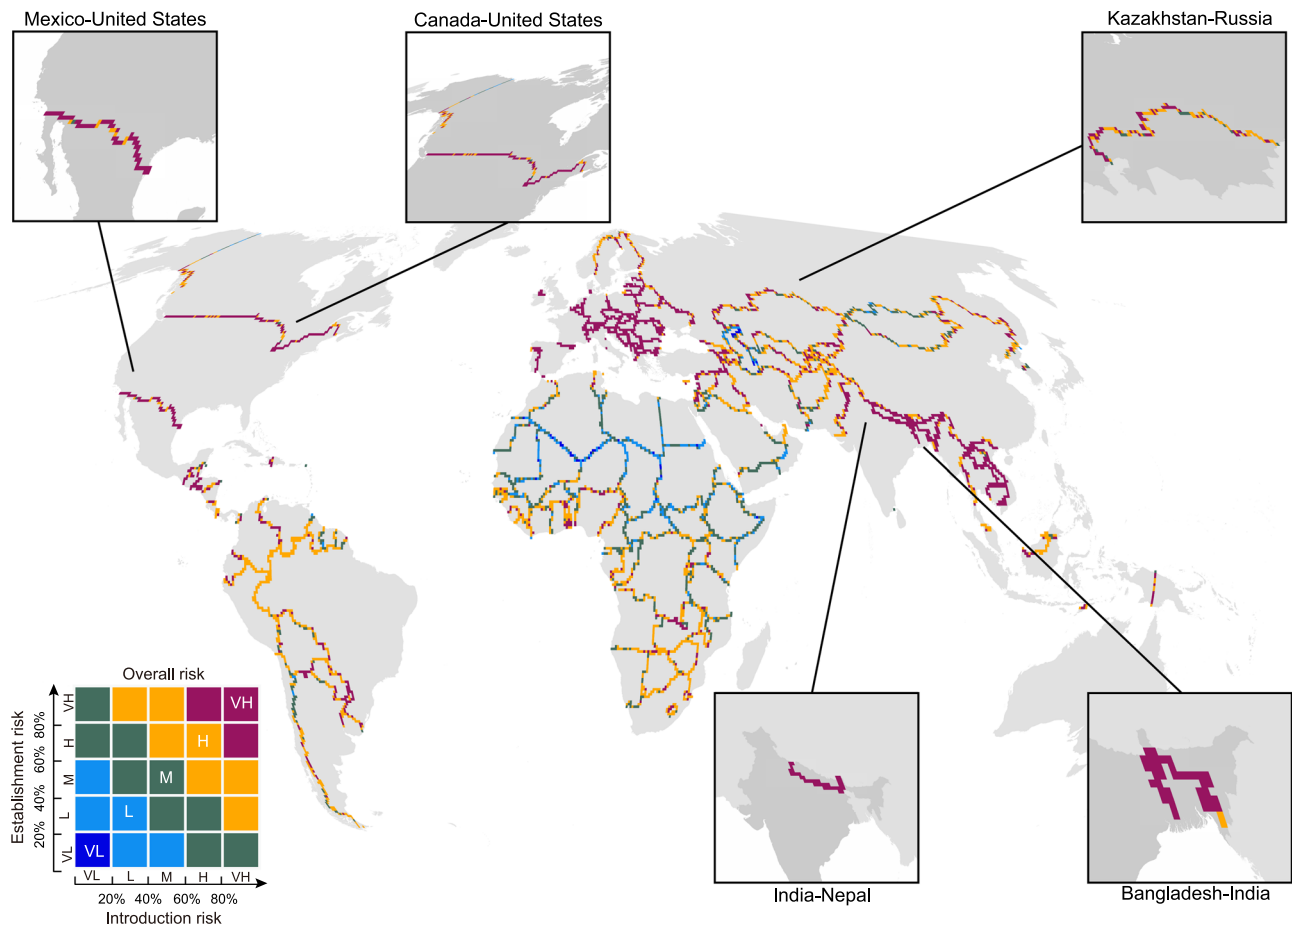 Mexico-United States
Canada-United States
Kazakhstan-Russia
Overall risk
Establishment risk
VH
H
M
L
VL
80%
60%
40%
20%
VH
H
M
L
VL
VL
L
M
H
VH
20%
40%
60%
80%
Introduction risk
India-Nepal
Bangladesh-India